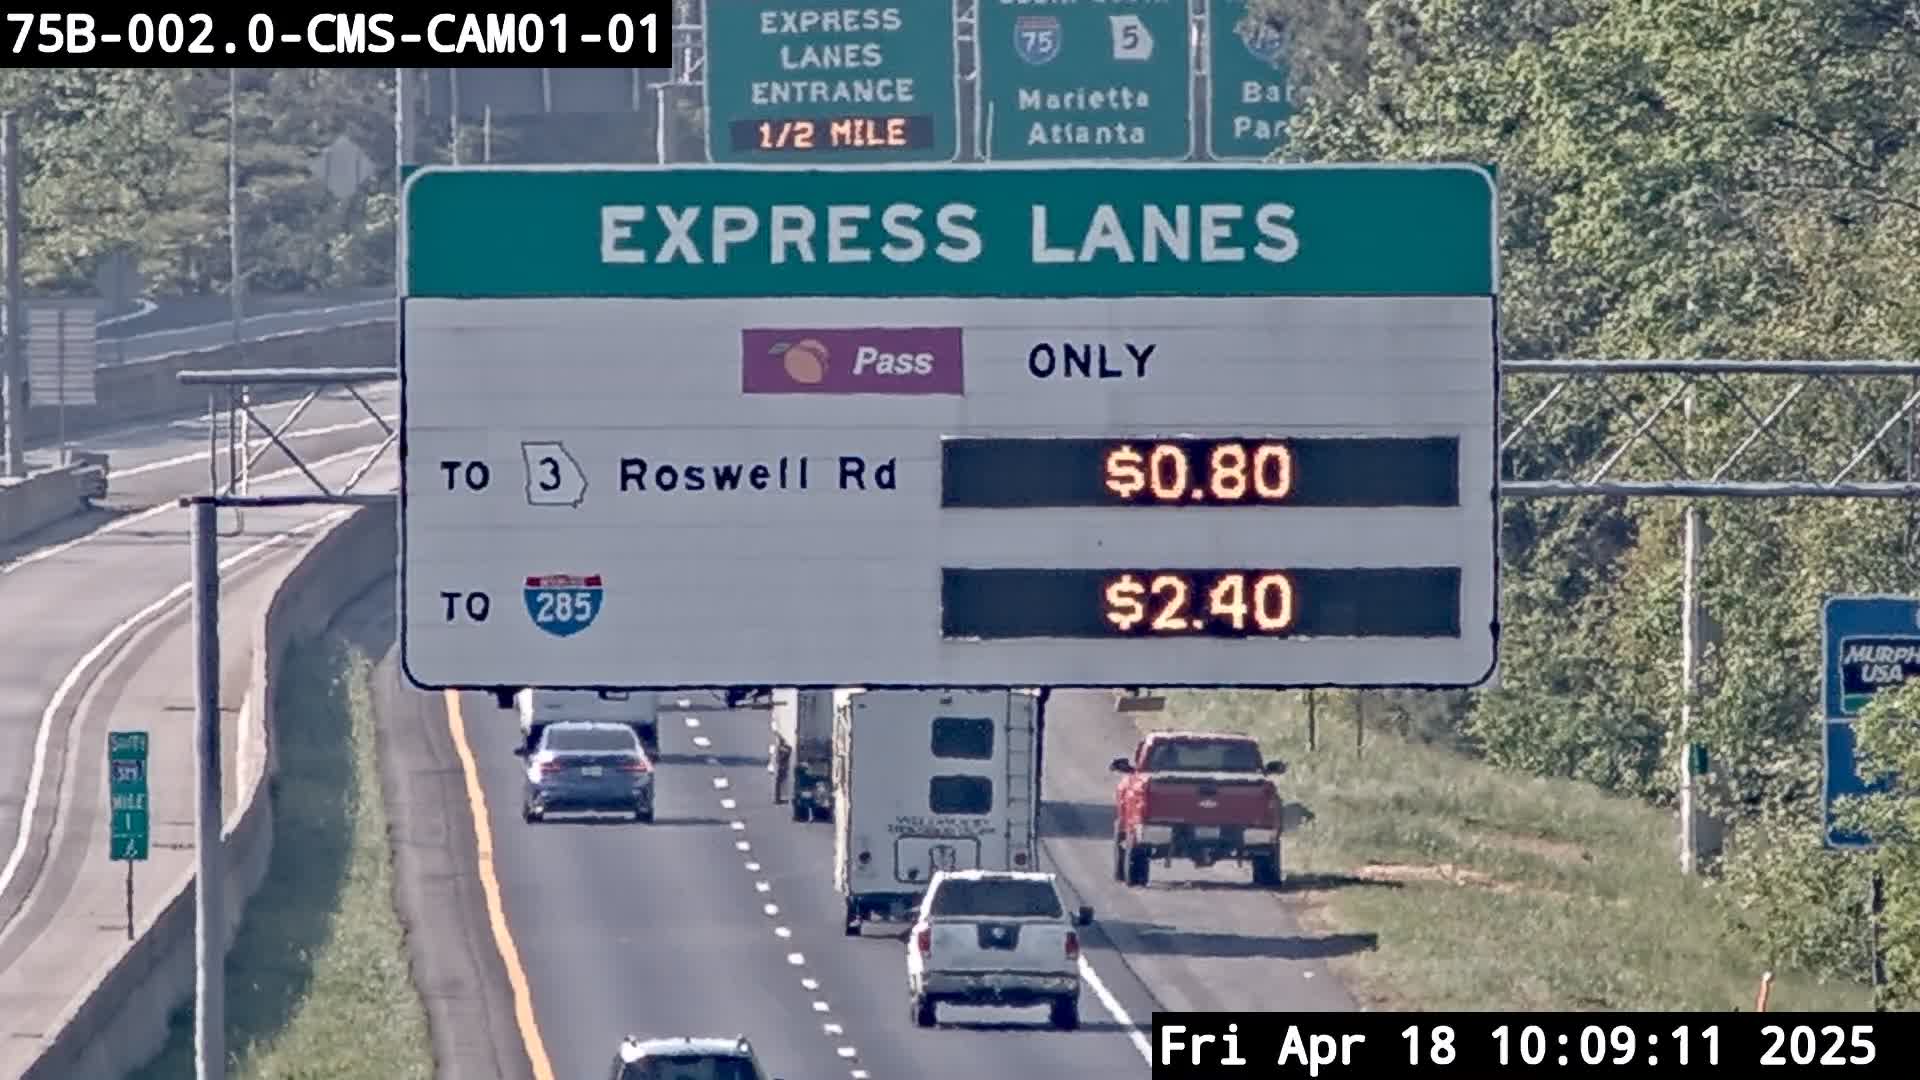 75B-002.0-CMS-CAM01-01
EXPRESS
LANES
ENTRANCE
1/2 MILE
75 5
Marietta
Atlanta
EXPRESS LANES
Pass ONLY
TO 3 Roswell Rd $0.80
TO 285 $2.40
MURPH
USA
MILE
1
Fri Apr 18 10:09:11 2025